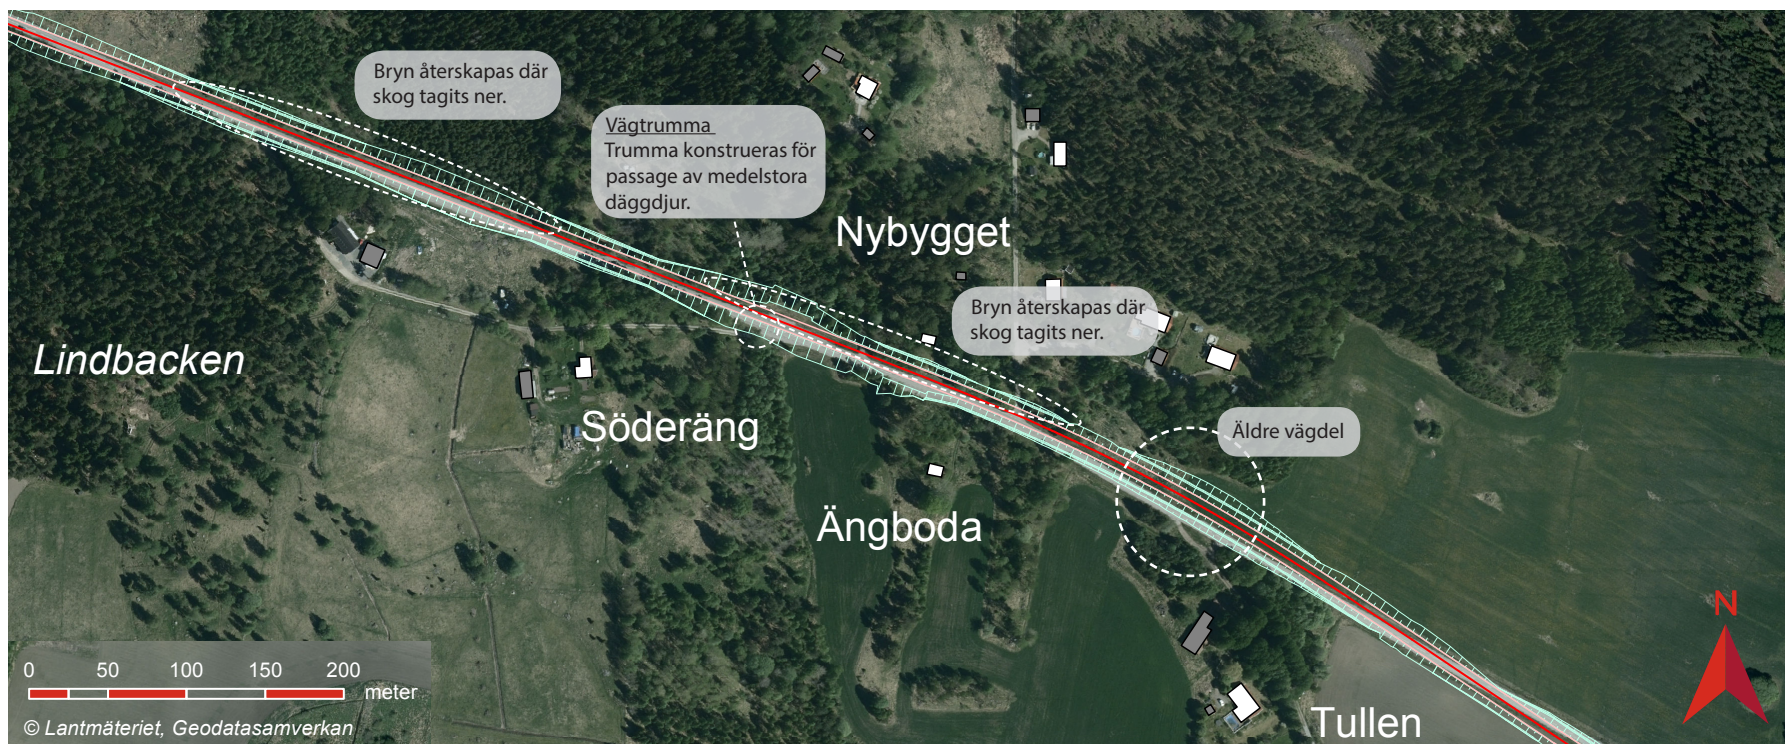 Bryn återskapas där
skog tagits ner.
Vägtrumma
Trumma konstrueras för
passage av medelstora
däggdjur.
Nybygget
Bryn återskapas där
skog tagits ner.
Lindbacken
Söderäng
Äldre vägdel
Ängboda
N
0 50 100 150 200
meter
© Lantmäteriet, Geodatasamverkan
Tullen